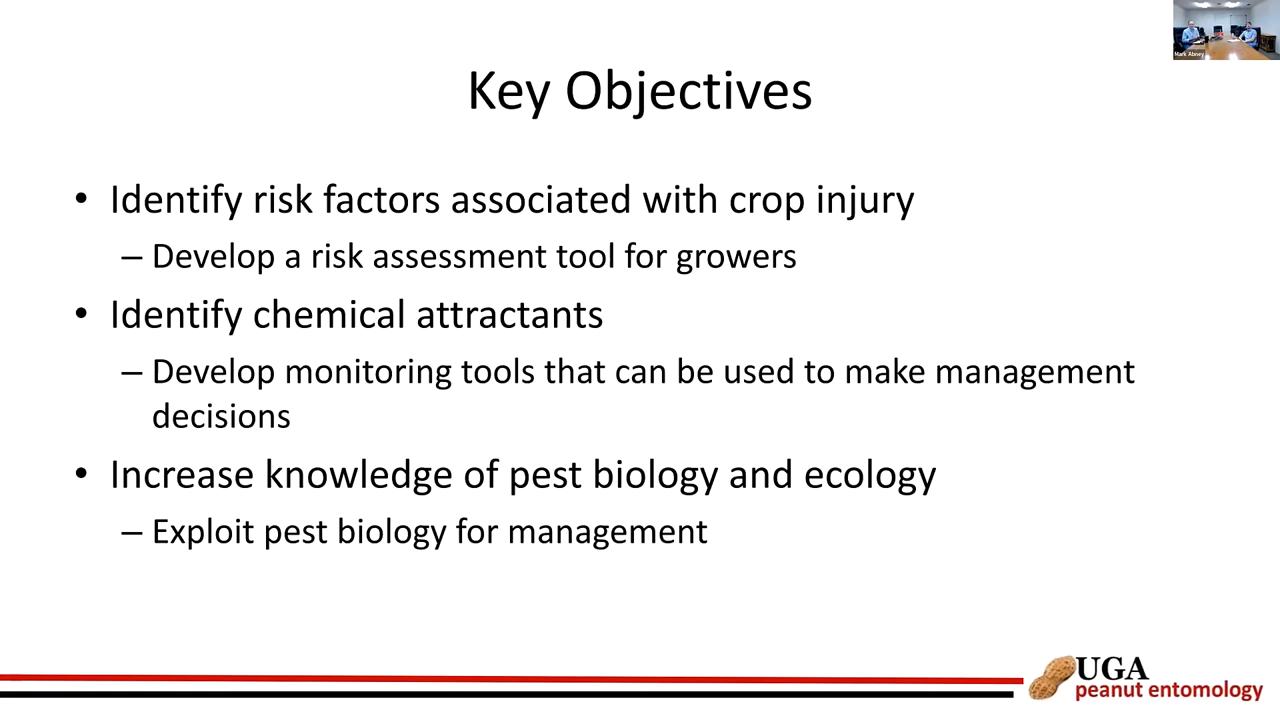 Mark Abney
Key Objectives
• Identify risk factors associated with crop injury
– Develop a risk assessment tool for growers
• Identify chemical attractants
– Develop monitoring tools that can be used to make management
decisions
• Increase knowledge of pest biology and ecology
– Exploit pest biology for management
UGA
peanut entomology